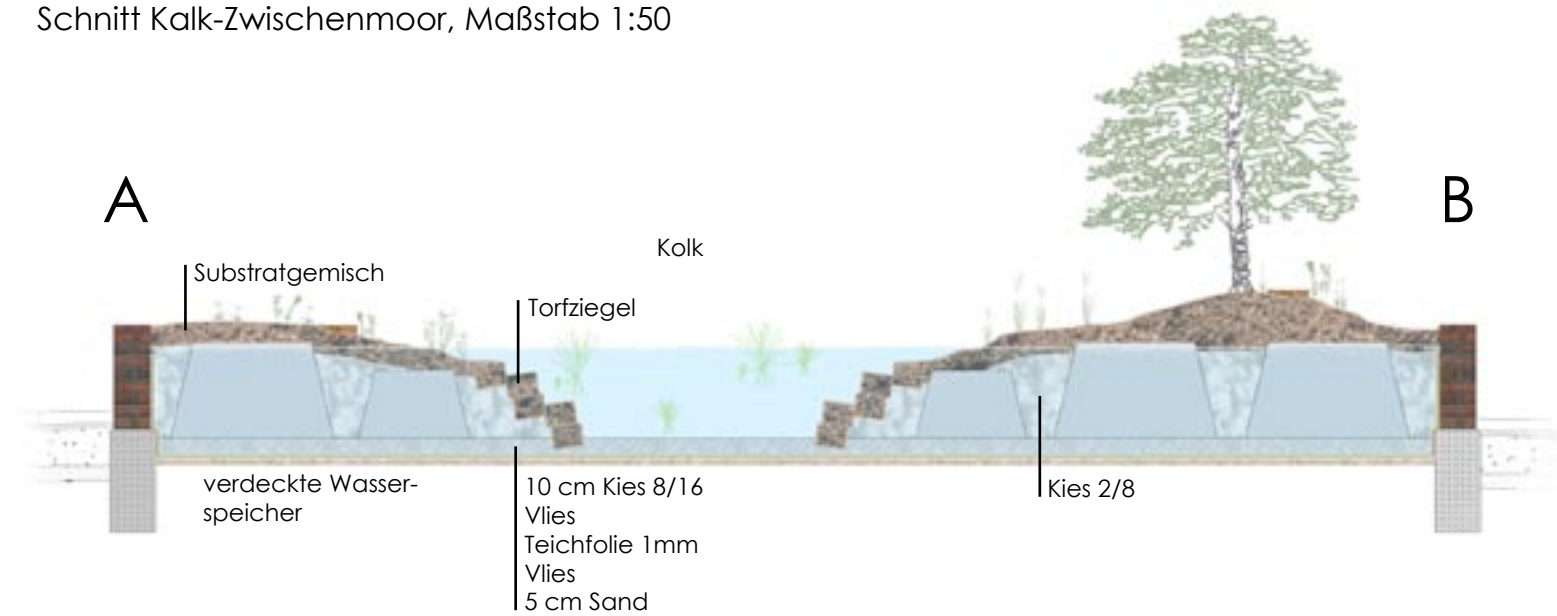 Schnitt Kalk-Zwischenmoor, Maßstab 1:50
A
B
Kolk
Substratgemisch
Torfziegel
verdeckte Wasser-
speicher
10 cm Kies 8/16
Vlies
Teichfolie 1mm
Vlies
5 cm Sand
Kies 2/8